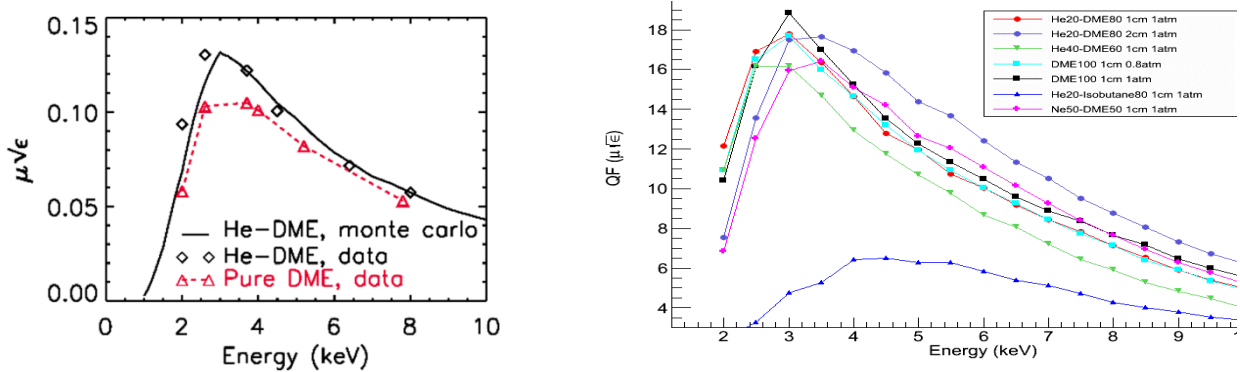 0.15
0.10
0.05
0.00
μ√ε
He-DME, monte carlo
He-DME, data
Pure DME, data
0 2 4 6 8 10
Energy (keV)
18
16
14
12
10
8
6
4
QF (μ√ε)
He20-DME80 1cm 1atm
He20-DME80 2cm 1atm
He40-DME60 1cm 1atm
DME100 1cm 0.8atm
DME100 1cm 1atm
He20-Isobutane80 1cm 1atm
Ne50-DME50 1cm 1atm
2 3 4 5 6 7 8 9 1
Energy (keV)